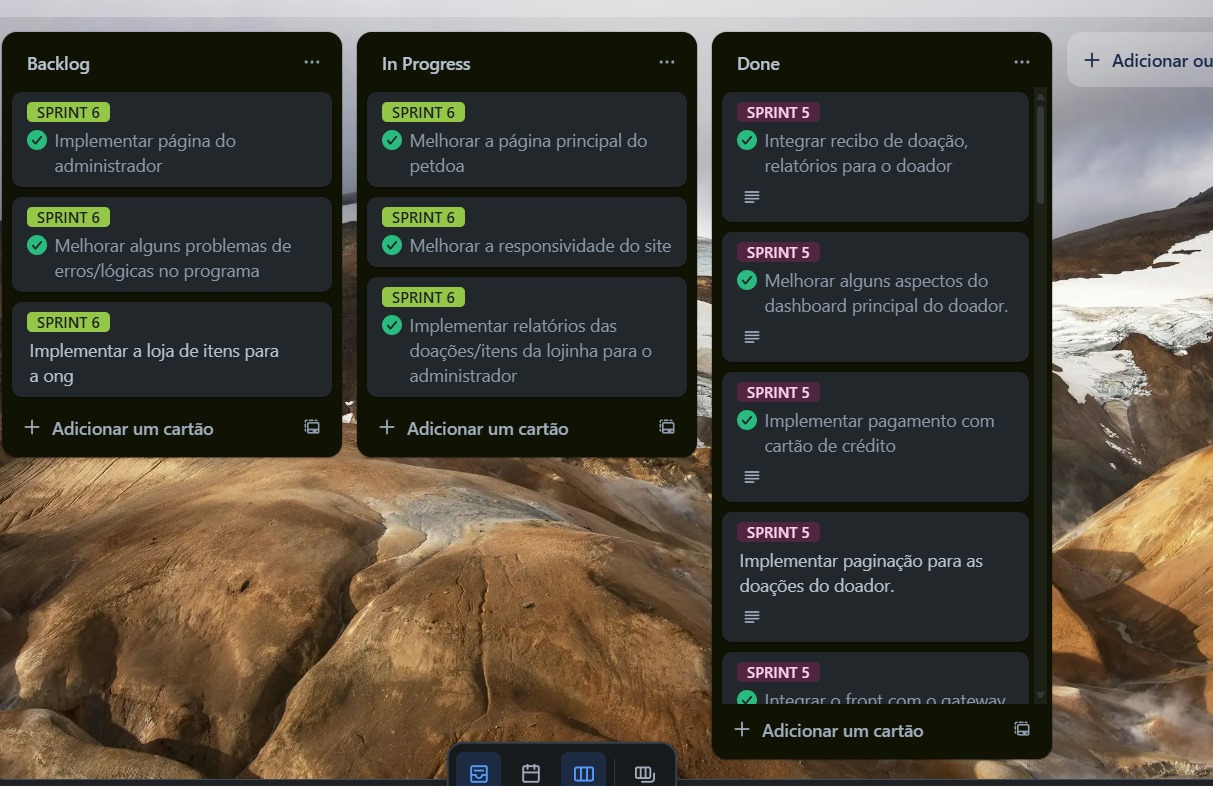 Backlog
SPRINT 6
Implementar página do
administrador
SPRINT 6
Melhorar alguns problemas de
erros/lógicas no programa
SPRINT 6
Implementar a loja de itens para
a ong
Adicionar um cartão
In Progress
SPRINT 6
Melhorar a página principal do
petdoa
SPRINT 6
Melhorar a responsividade do site
SPRINT 6
Implementar relatórios das
doações/itens da lojinha para o
administrador
Adicionar um cartão
Done
SPRINT 5
Integrar recibo de doação,
relatórios para o doador
SPRINT 5
Melhorar alguns aspectos do
dashboard principal do doador.
SPRINT 5
Implementar pagamento com
cartão de crédito
SPRINT 5
Implementar paginação para as
doações do doador.
SPRINT 5
Integrar o front com o gateway
Adicionar um cartão
Adicionar ou